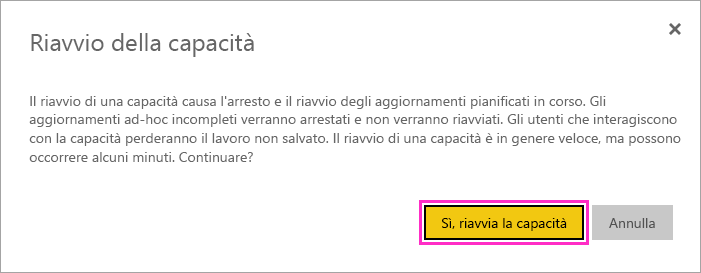 Riavvio della capacità
Il riavvio di una capacità causa l'arresto e il riavvio degli aggiornamenti pianificati in corso. Gli
aggiornamenti ad-hoc incompleti verranno arrestati e non verranno riavviati. Gli utenti che interagiscono
con la capacità perderanno il lavoro non salvato. Il riavvio di una capacità è in genere veloce, ma possono
occorrere alcuni minuti. Continuare?
Sì, riavvia la capacità
Annulla